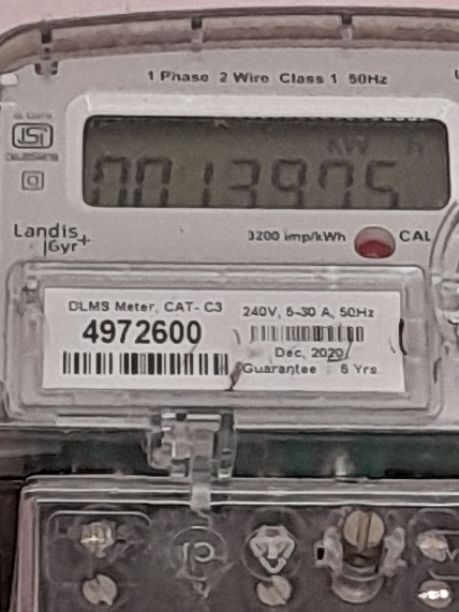 1 Phase 2 Wire Class 1 50Hz
kW h
Landis
Gyr+
3200 imp/kWh CAL
DLMS Meter, CAT- C3
4972600
240V, 5-30 A, 50Hz
Dec, 2020
Guarantee : 6 Yrs